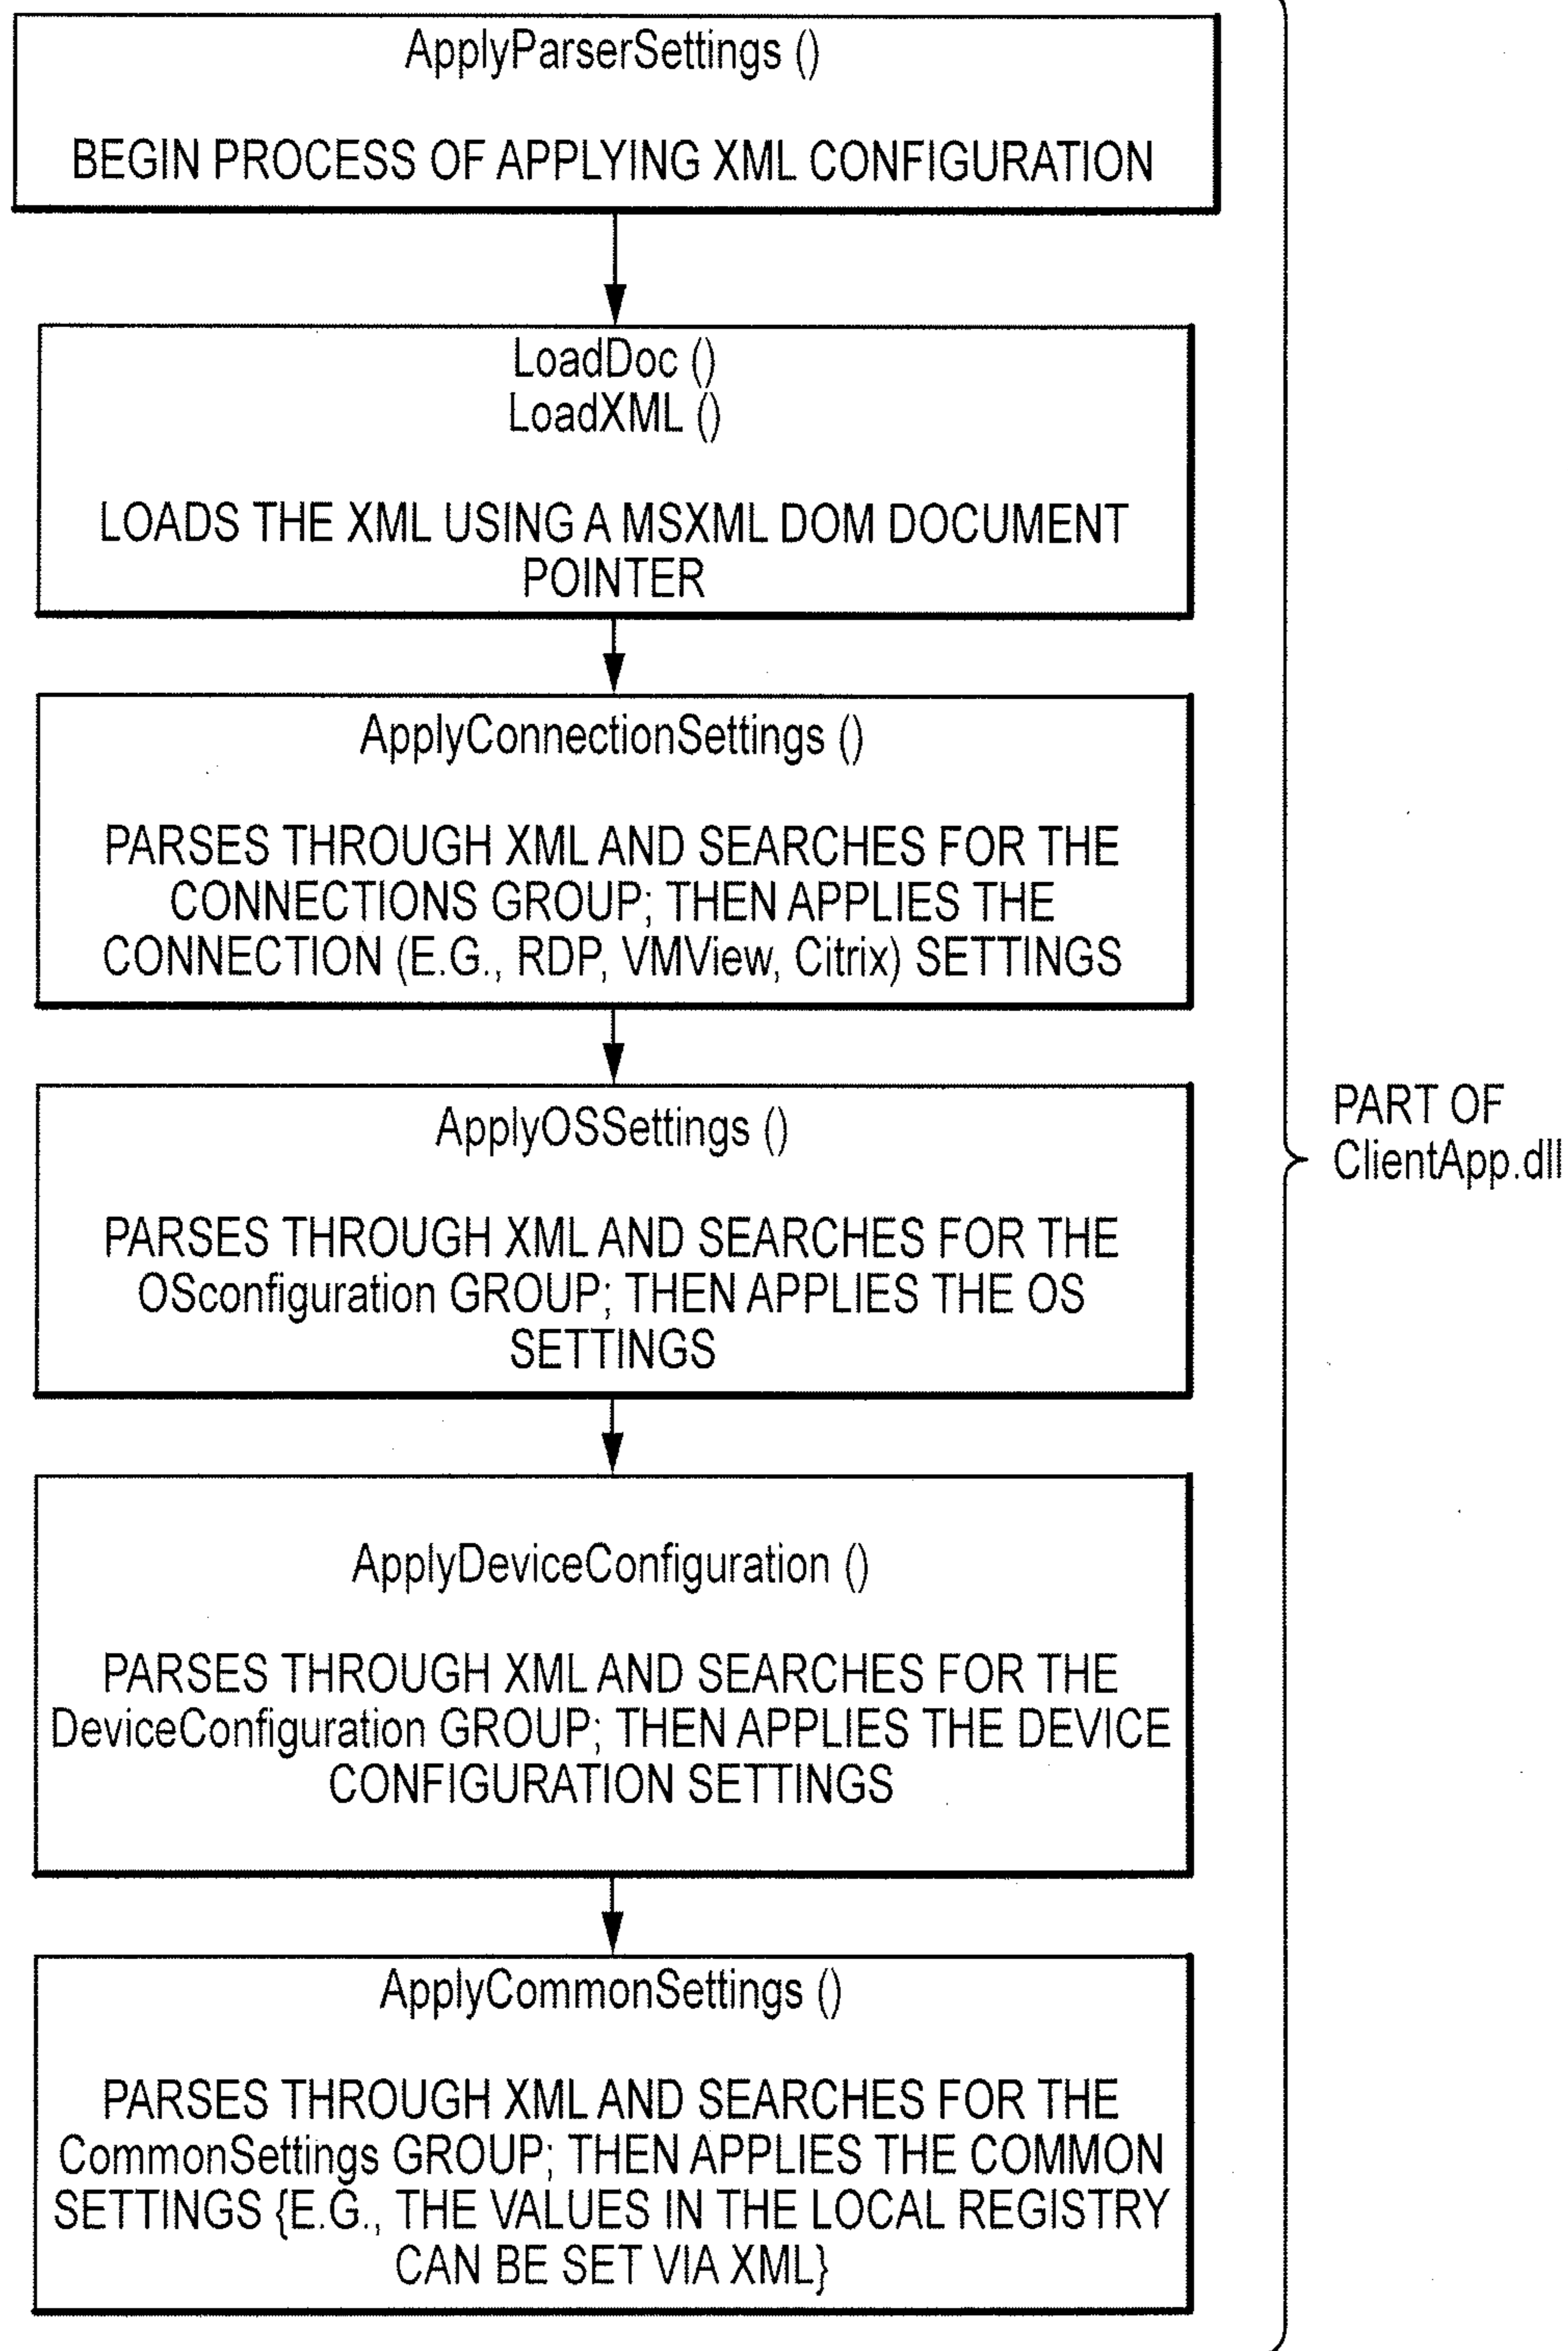 ApplyParserSettings ()
BEGIN PROCESS OF APPLYING XML CONFIGURATION
LoadDoc ()
LoadXML ()
LOADS THE XML USING A MSXML DOM DOCUMENT
POINTER
ApplyConnectionSettings ()
PARSES THROUGH XML AND SEARCHES FOR THE
CONNECTIONS GROUP; THEN APPLIES THE
CONNECTION (E.G., RDP, VMView, Citrix) SETTINGS
ApplyOSSettings ()
PARSES THROUGH XML AND SEARCHES FOR THE
OSconfiguration GROUP; THEN APPLIES THE OS
SETTINGS
ApplyDeviceConfiguration ()
PARSES THROUGH XML AND SEARCHES FOR THE
DeviceConfiguration GROUP; THEN APPLIES THE DEVICE
CONFIGURATION SETTINGS
ApplyCommonSettings ()
PARSES THROUGH XML AND SEARCHES FOR THE
CommonSettings GROUP; THEN APPLIES THE COMMON
SETTINGS {E.G., THE VALUES IN THE LOCAL REGISTRY
CAN BE SET VIA XML}
PART OF
ClientApp.dll